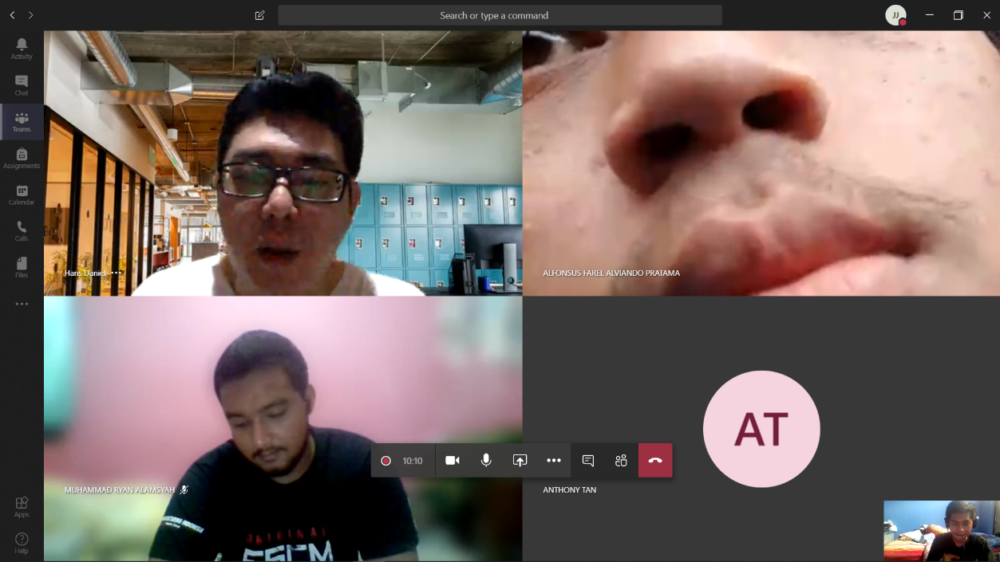 Search or type a command
JJ
Activity
Chat
Teams
Assignments
Calendar
Calls
Files
Apps
Help
Hans Daniel
ALFONSUS FAREL ALVIANDO PRATAMA
MUHAMMAD RYAN ALAMSYAH
ORIGINAL
AT
ANTHONY TAN
10:10